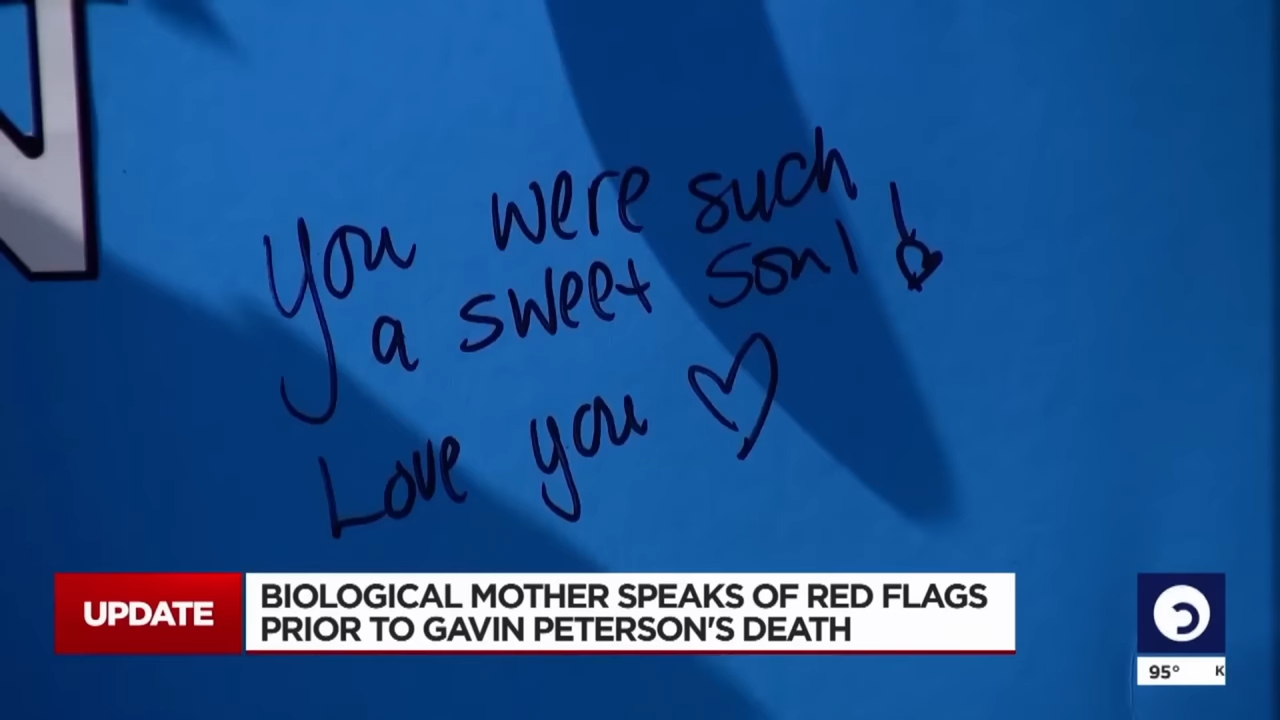 You were such
a sweet soul!
Love you
UPDATE
BIOLOGICAL MOTHER SPEAKS OF RED FLAGS
PRIOR TO GAVIN PETERSON'S DEATH
95° K